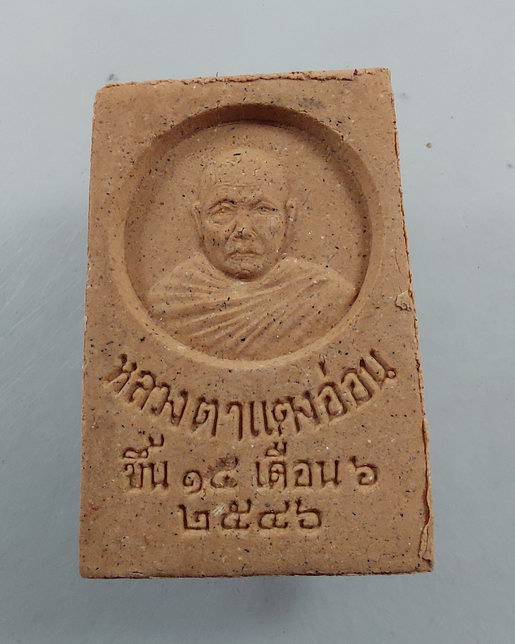 หลวงตาแตงอ่อน
ขึ้น ๑๕ เดือน ๖
๒๕๔๖